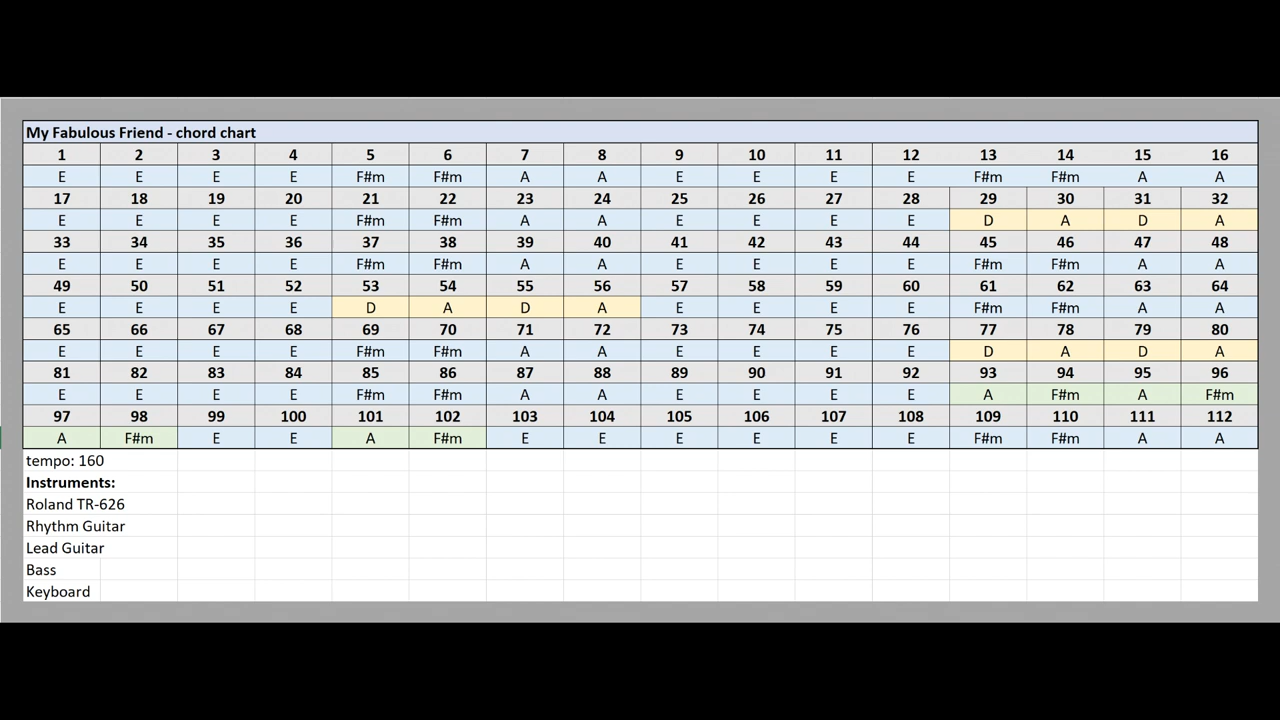 My Fabulous Friend - chord chart
1 2 3 4 5 6 7 8 9 10 11 12 13 14 15 16
E E E E F#m F#m A A E E E E F#m F#m A A
17 18 19 20 21 22 23 24 25 26 27 28 29 30 31 32
E E E E F#m F#m A A E E E E D A D A
33 34 35 36 37 38 39 40 41 42 43 44 45 46 47 48
E E E E F#m F#m A A E E E E F#m F#m A A
49 50 51 52 53 54 55 56 57 58 59 60 61 62 63 64
E E E E D A D A E E E E F#m F#m A A
65 66 67 68 69 70 71 72 73 74 75 76 77 78 79 80
E E E E F#m F#m A A E E E E D A D A
81 82 83 84 85 86 87 88 89 90 91 92 93 94 95 96
E E E E F#m F#m A A E E E E A F#m A F#m
97 98 99 100 101 102 103 104 105 106 107 108 109 110 111 112
A F#m E E A F#m E E E E E E F#m F#m A A
tempo: 160
Instruments:
Roland TR-626
Rhythm Guitar
Lead Guitar
Bass
Keyboard